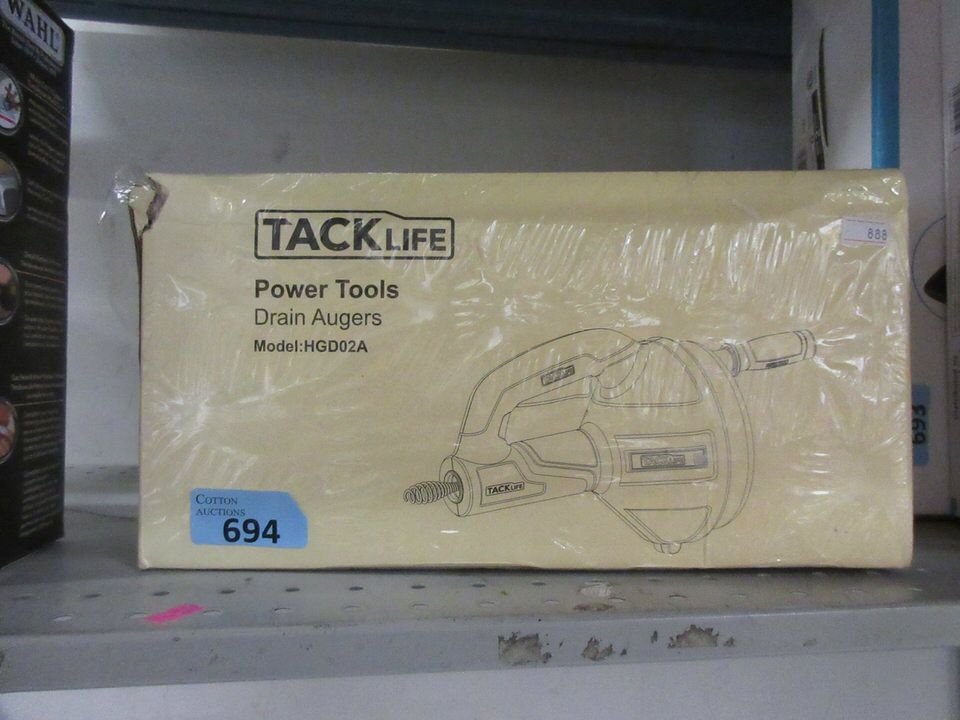 WAHL
TACKLIFE
888
Power Tools
Drain Augers
Model:HGD02A
TACKLIFE
COTTON
AUCTIONS
694
693